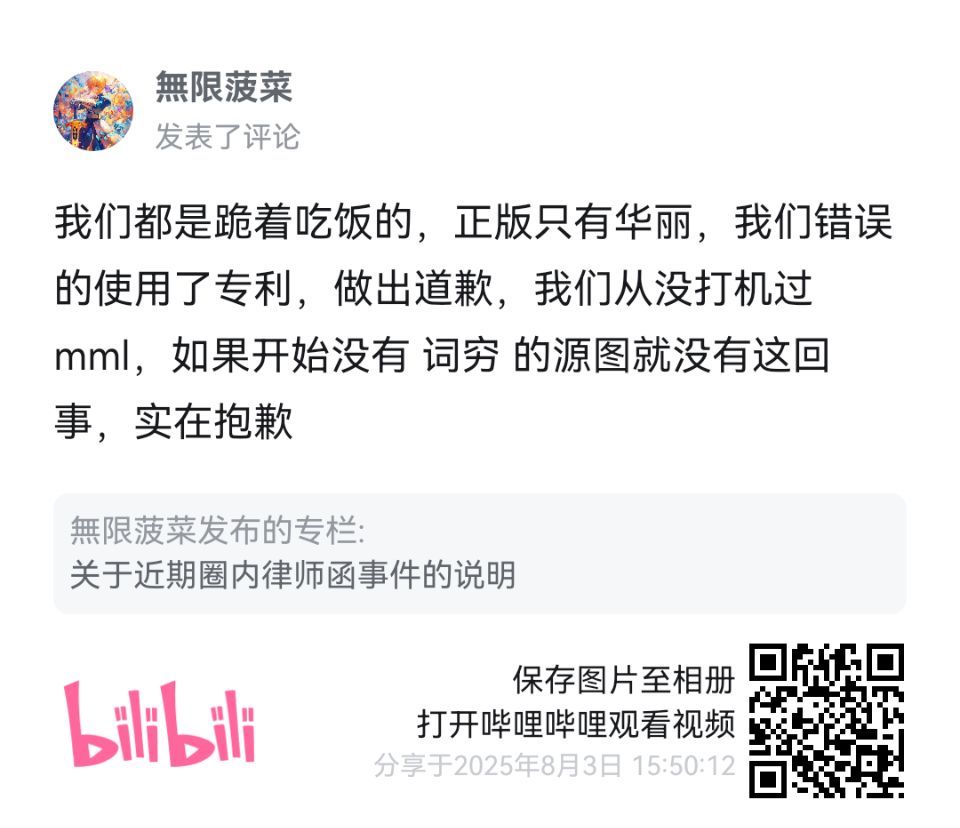 無限菠菜
发表了评论
我们都是跪着吃饭的，正版只有华丽，我们错误
的使用了专利，做出道歉，我们从没打机过
mml，如果开始没有 词穷 的源图就没有这回
事，实在抱歉
無限菠菜发布的专栏:
关于近期圈内律师函事件的说明
bilibili
保存图片至相册
打开哔哩哔哩观看视频
分享于2025年8月3日 15:50:12